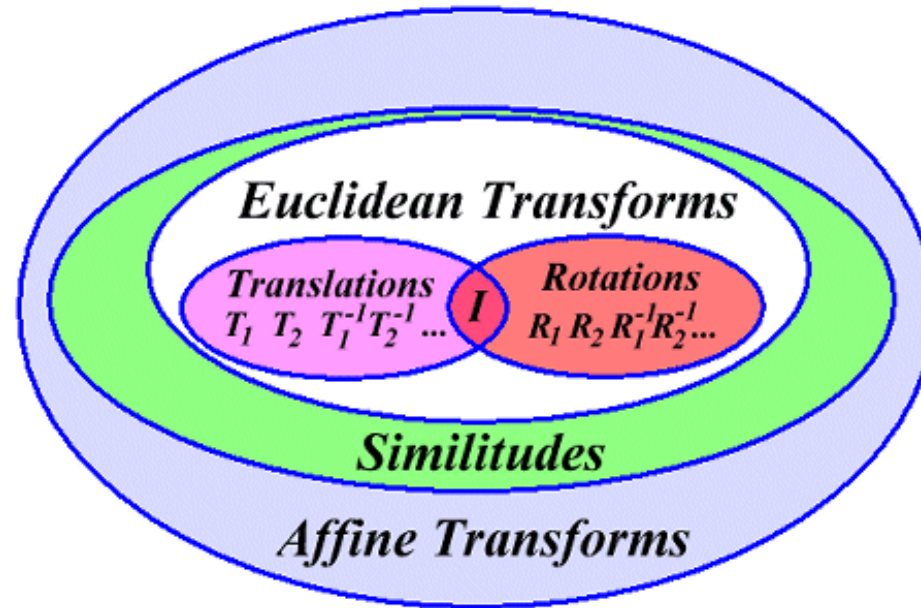 Euclidean Transforms
Translations
T₁ T₂ T₁⁻¹T₂⁻¹ ...
I
Rotations
R₁ R₂ R₁⁻¹R₂⁻¹...
Similitudes
Affine Transforms